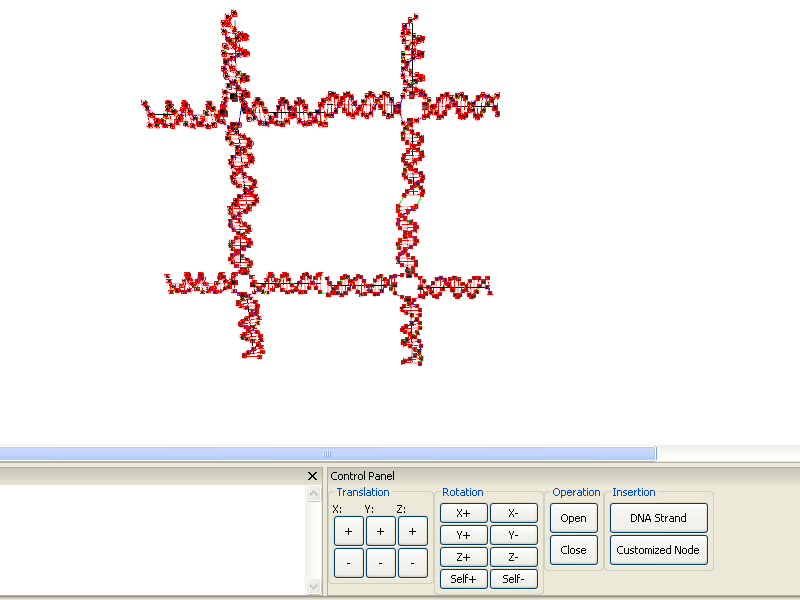 Control Panel
Translation
X: Y: Z:
+ + +
- - -
Rotation
X+ X-
Y+ Y-
Z+ Z-
Self+ Self-
Operation
Open
Close
Insertion
DNA Strand
Customized Node